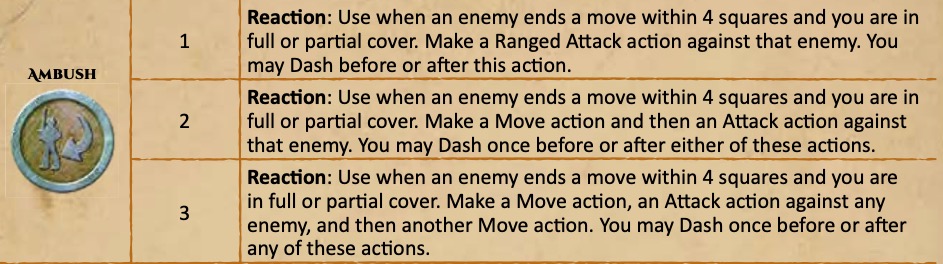 Reaction: Use when an enemy ends a move within 4 squares and you are in
1
full or partial cover. Make a Ranged Attack action against that enemy. You
may Dash before or after this action.
AMBUSH
Reaction: Use when an enemy ends a move within 4 squares and you are in
2
full or partial cover. Make a Move action and then an Attack action against
that enemy. You may Dash once before or after either of these actions.
Reaction: Use when an enemy ends a move within 4 squares and you are
3
in full or partial cover. Make a Move action, an Attack action against any
enemy, and then another Move action. You may Dash once before or after
any of these actions.